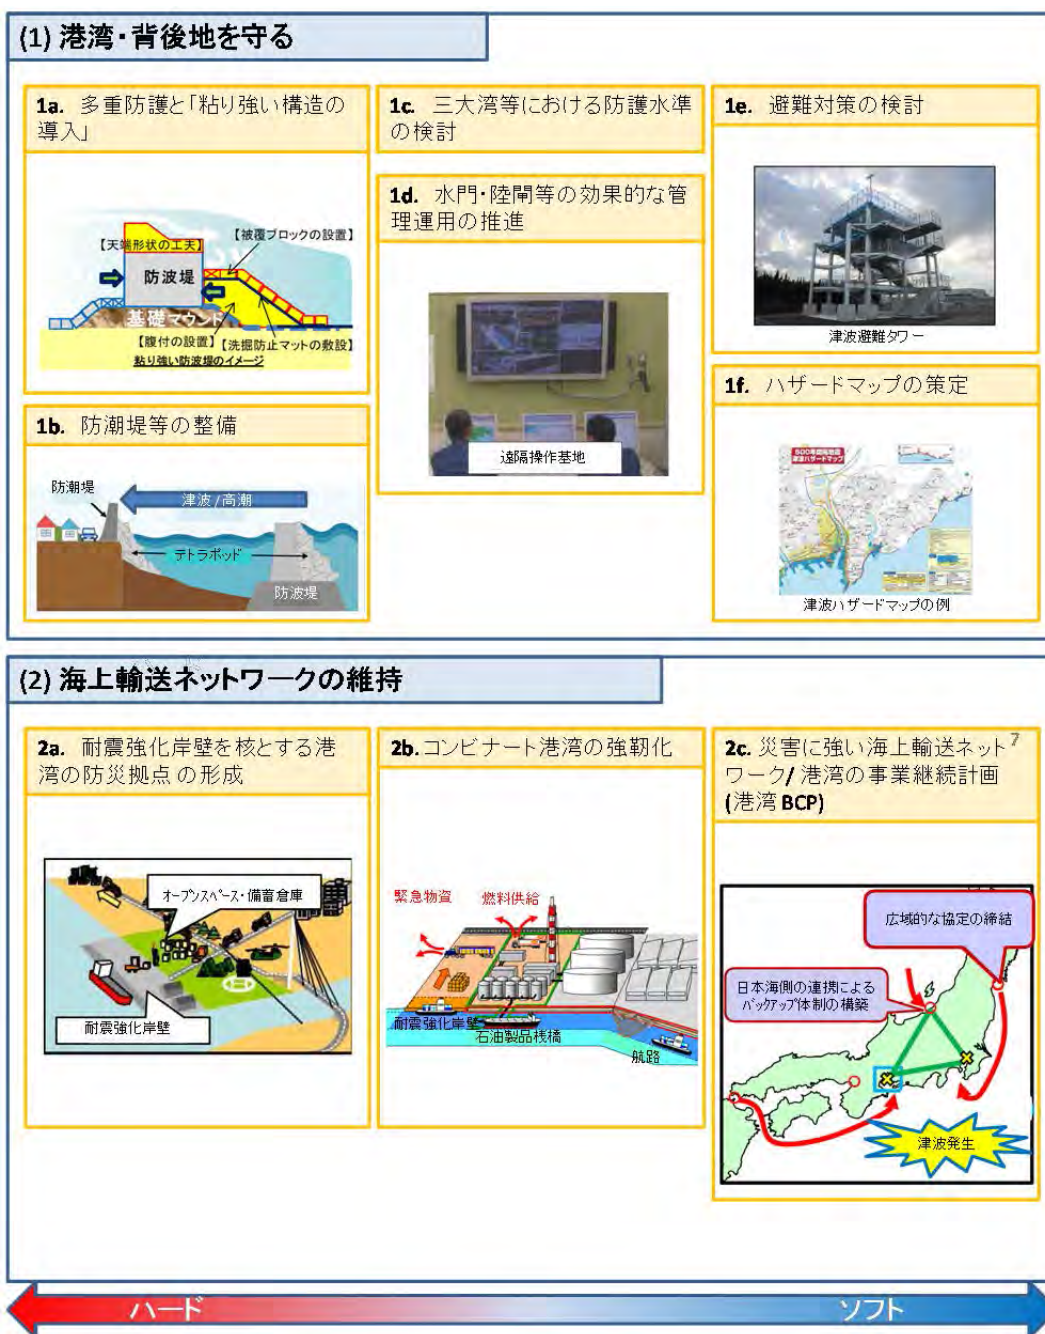 (1) 港湾・背後地を守る
1a. 多重防護と「粘り強い構造の
導入」
【天端形状の工夫】
【被覆ブロックの設置】
防波堤
基礎マウンド
【腹付の設置】
【洗掘防止マットの敷設】
粘り強い防波堤のイメージ
1b. 防潮堤等の整備
防潮堤
津波/高潮
テトラポッド
防波堤
1c. 三大湾等における防護水準
の検討
1d. 水門・陸閘等の効果的な管
理運用の推進
遠隔操作基地
1e. 避難対策の検討
津波避難タワー
1f. ハザードマップの策定
津波ハザードマップ
津波ハザードマップの例
(2) 海上輸送ネットワークの維持
2a. 耐震強化岸壁を核とする港
湾の防災拠点の形成
オープンスペース・備蓄倉庫
耐震強化岸壁
2b.コンビナート港湾の強靭化
緊急物資
燃料供給
耐震強化岸壁
石油製品桟橋
航路
2c. 災害に強い海上輸送ネット7
ワーク/ 港湾の事業継続計画
(港湾 BCP)
広域的な協定の締結
日本海側の連携による
バックアップ体制の構築
津波発生
ハード
ソフト